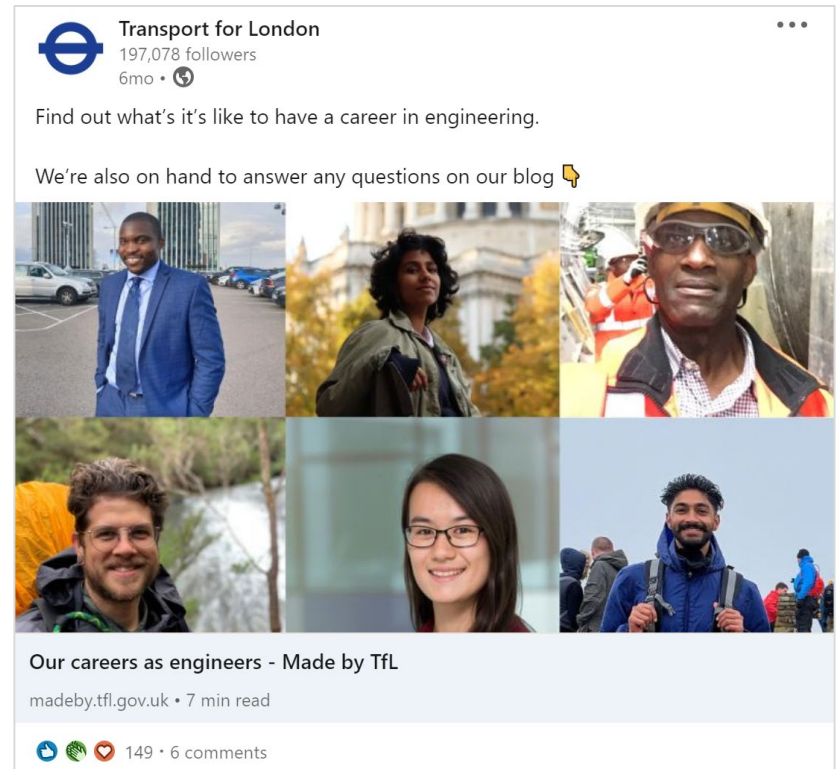 Transport for London
197,078 followers
6mo •
Find out what’s it’s like to have a career in engineering.
We’re also on hand to answer any questions on our blog 👇
Our careers as engineers - Made by TfL
madeby.tfl.gov.uk • 7 min read
149 · 6 comments